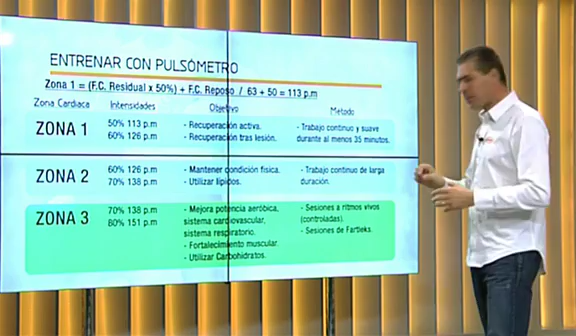 ENTRENAR CON PULSÓMETRO
Zona 1 = (F.C. Residual x 50%) + F.C. Reposo / 63 + 50 = 113 p.m
Zona Cardiaca Intensidades Objetivo Método
ZONA 1
50% 113 p.m
60% 126 p.m
- Recuperación activa.
- Recuperación tras lesión.
- Trabajo continuo y suave
durante al menos 35 minutos.
ZONA 2
60% 126 p.m
70% 138 p.m
- Mantener condición física.
- Utilizar lípidos.
- Trabajo continuo de larga
duración.
ZONA 3
70% 138 p.m
80% 151 p.m
- Mejora potencia aeróbica,
sistema cardiovascular,
sistema respiratorio.
- Fortalecimiento muscular.
- Utilizar Carbohidratos.
- Sesiones a ritmos vivos
(controladas).
- Sesiones de Fartleks.